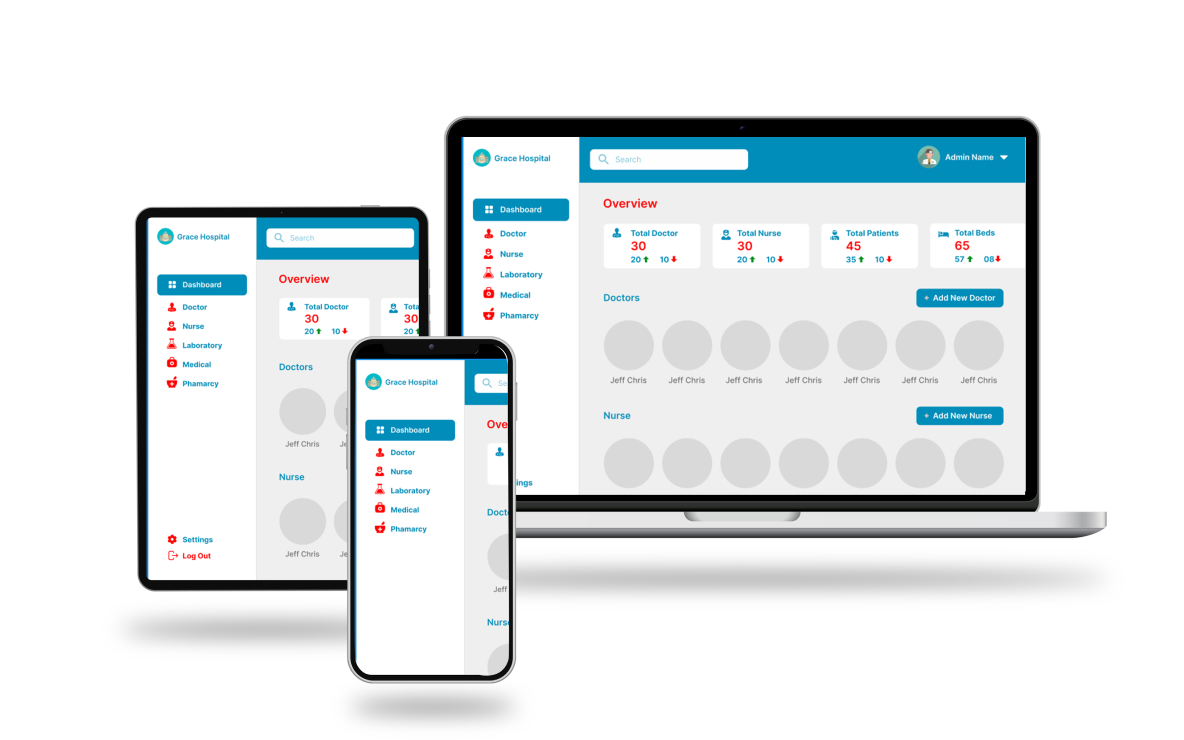 Grace Hospital
Search
Admin Name
Dashboard
Doctor
Nurse
Laboratory
Medical
Phamarcy
ings
Overview
Total Doctor
30
20 10
Total Nurse
30
20 10
Total Patients
45
35 10
Total Beds
65
57 08
Doctors
+ Add New Doctor
Jeff Chris Jeff Chris Jeff Chris Jeff Chris Jeff Chris Jeff Chris Jeff Chris
Nurse
+ Add New Nurse
Grace Hospital
Search
Dashboard
Doctor
Nurse
Laboratory
Medical
Phamarcy
Settings
Log Out
Overview
Total Doctor
30
20 10
Tota
30
20
Doctors
Jeff Chris Je
Nurse
Jeff Chris Je
Grace Hospital
Se
Dashboard
Doctor
Nurse
Laboratory
Medical
Phamarcy
Ove
Doct
Jeff
Nurs